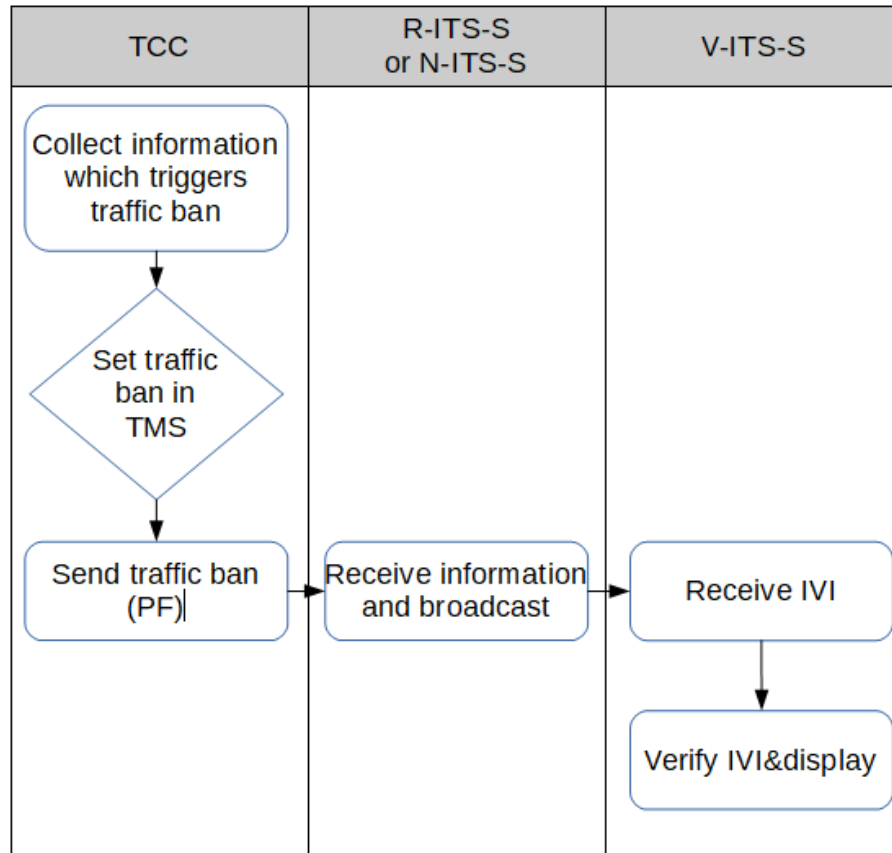 TCC
R-ITS-S
or N-ITS-S
V-ITS-S
Collect information
which triggers
traffic ban
Set traffic
ban in
TMS
Send traffic ban
(PF)
Receive information
and broadcast
Receive IVI
Verify IVI&display